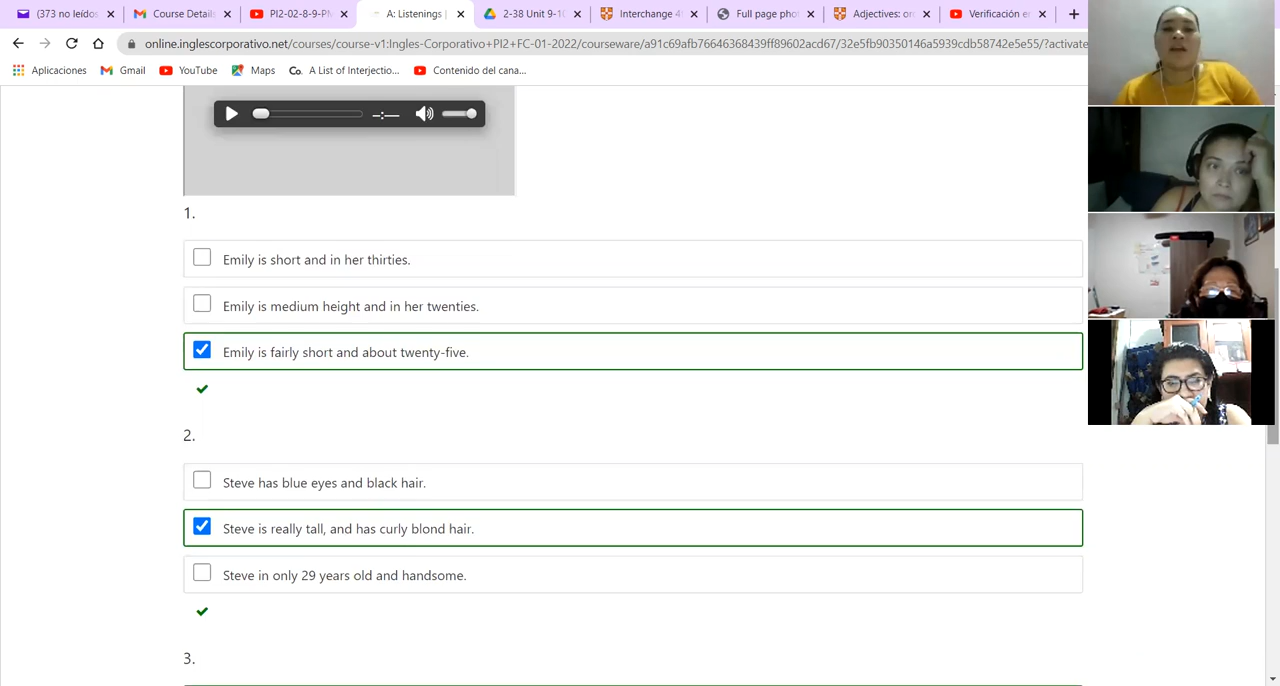 (373 no leídos
Course Details
PI2-02-8-9-PM
A: Listenings |
2-38 Unit 9-10
Interchange 4
Full page pho
Adjectives: or
Verificación e
online.inglescorporativo.net/courses/course-v1:Ingles-Corporativo+PI2+FC-01-2022/courseware/a91c69afb76646368439ff89602acd67/32e5fb90350146a5939cdb58742e5e55/?activate
Aplicaciones
Gmail
YouTube
Maps
Co. A List of Interjectio...
Contenido del cana...
-:--
1.
Emily is short and in her thirties.
Emily is medium height and in her twenties.
Emily is fairly short and about twenty-five.
2.
Steve has blue eyes and black hair.
Steve is really tall, and has curly blond hair.
Steve in only 29 years old and handsome.
3.